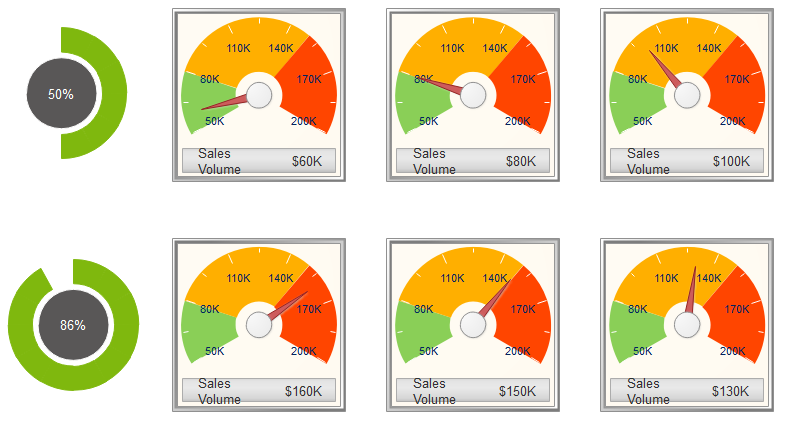 50%
110K 140K
80K 170K
50K 200K
Sales
Volume $60K
110K 140K
80K 170K
50K 200K
Sales
Volume $80K
110K 140K
80K 170K
50K 200K
Sales
Volume $100K
86%
110K 140K
80K 170K
50K 200K
Sales
Volume $160K
110K 140K
80K 170K
50K 200K
Sales
Volume $150K
110K 140K
80K 170K
50K 200K
Sales
Volume $130K